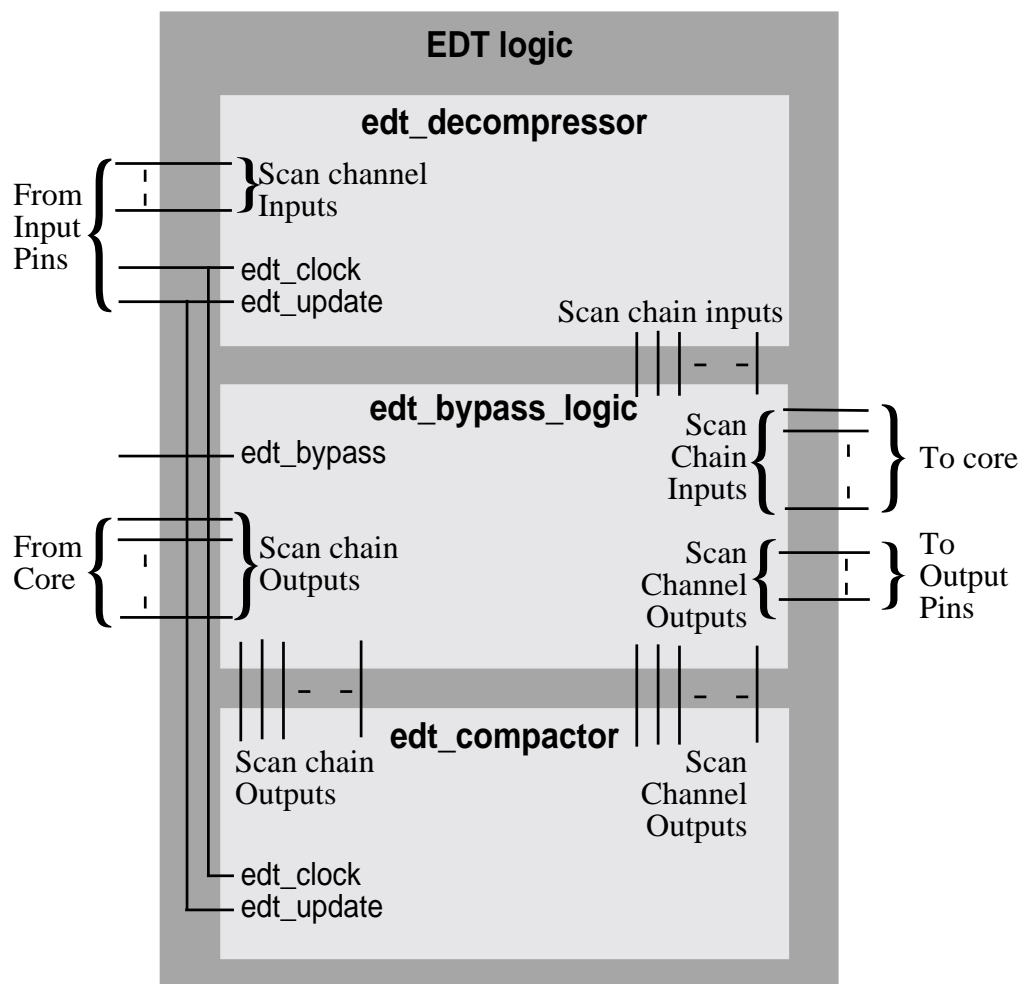 EDT logic
edt_decompressor
From
Input
Pins
Scan channel
Inputs
edt_clock
edt_update
Scan chain inputs
edt_bypass_logic
edt_bypass
Scan
Chain
Inputs
To core
From
Core
Scan chain
Outputs
Scan
Channel
Outputs
To
Output
Pins
edt_compactor
Scan chain
Outputs
Scan
Channel
Outputs
edt_clock
edt_update